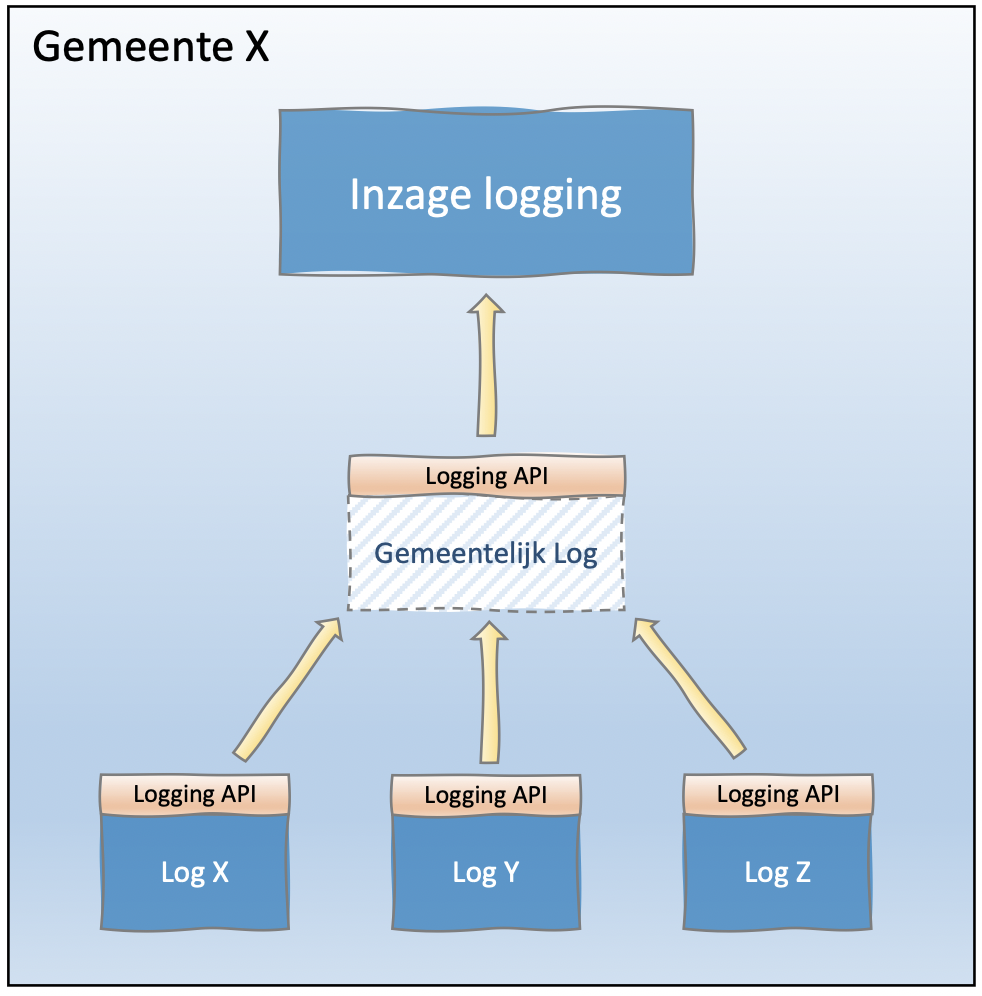 Gemeente X
Inzage logging
Logging API
Gemeentelijk Log
Logging API
Logging API
Logging API
Log X
Log Y
Log Z